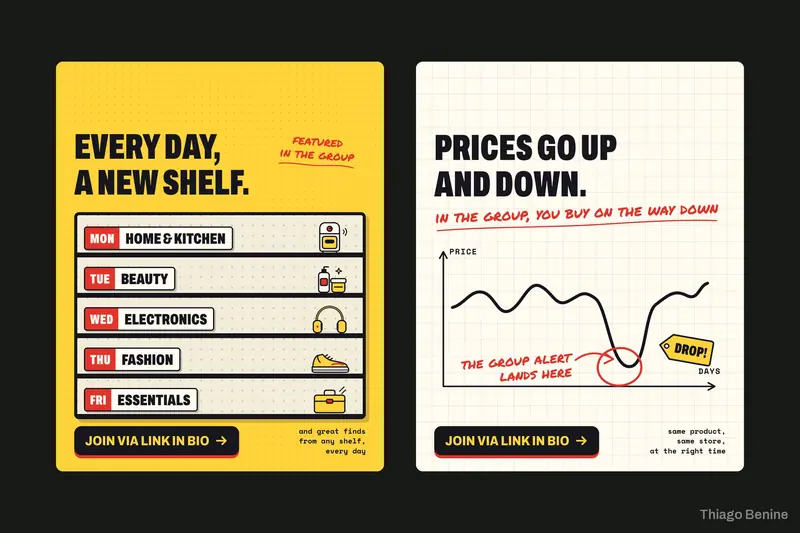 EVERY DAY,
A NEW SHELF.
FEATURED
IN THE GROUP
MON HOME & KITCHEN
TUE BEAUTY
WED ELECTRONICS
THU FASHION
FRI ESSENTIALS
JOIN VIA LINK IN BIO →
and great finds
from any shelf,
every day
PRICES GO UP
AND DOWN.
IN THE GROUP, YOU BUY ON THE WAY DOWN
PRICE
THE GROUP ALERT
LANDS HERE
DROP!
DAYS
JOIN VIA LINK IN BIO →
same product,
same store,
at the right time
Thiago Benine